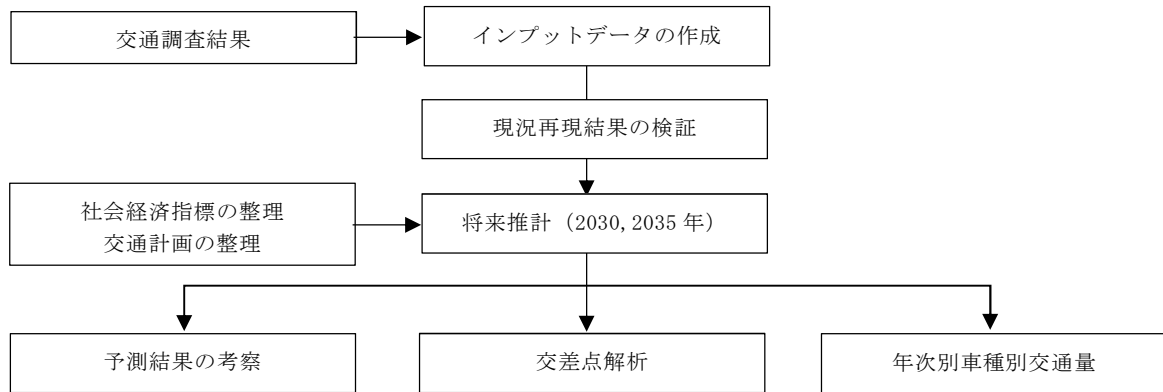 交通調査結果
インプットデータの作成
現況再現結果の検証
社会経済指標の整理
交通計画の整理
将来推計（2030, 2035 年）
予測結果の考察
交差点解析
年次別車種別交通量